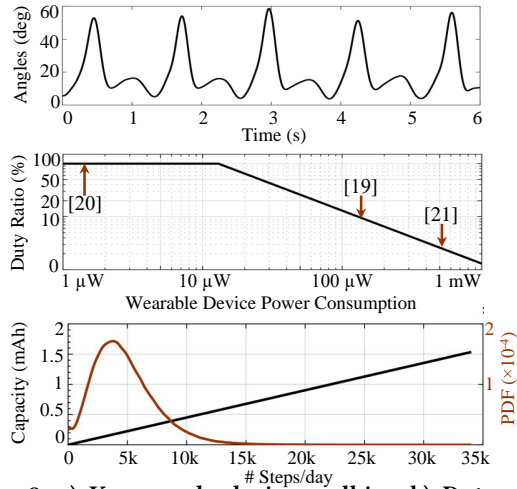 60
40
20
0
Angles (deg)
0 1 2 3 4 5 6
Time (s)
100
50
20
10
0
Duty Ratio (%)
[20]
[19]
[21]
1 µW 10 µW 100 µW 1 mW
Wearable Device Power Consumption
2
1.5
1
0.5
0
Capacity (mAh)
2
1
PDF (×10⁻⁴)
0 5k 10k 15k 20k 25k 30k 35k
# Steps/day